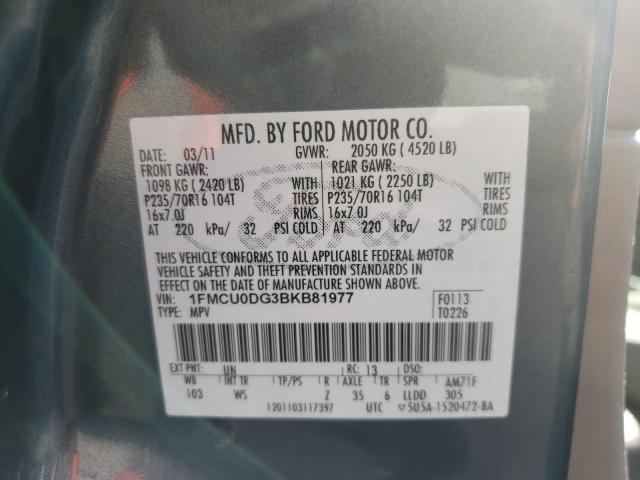 MFD. BY FORD MOTOR CO.
DATE: 03/11 GVWR: 2050 KG ( 4520 LB)
FRONT GAWR: REAR GAWR:
1098 KG ( 2420 LB) WITH 1021 KG ( 2250 LB) WITH
P235/70R16 104T TIRES P235/70R16 104T TIRES
16x7.0J RIMS 16x7.0J RIMS
AT 220 kPa/ 32 PSI COLD AT 220 kPa/ 32 PSI COLD
Ford
THIS VEHICLE CONFORMS TO ALL APPLICABLE FEDERAL MOTOR
VEHICLE SAFETY AND THEFT PREVENTION STANDARDS IN
EFFECT ON THE DATE OF MANUFACTURE SHOWN ABOVE.
VIN: 1FMCU0DG3BKB81977 F0113
TYPE: MPV T0226
EXT PNT: UN RC: 13 DSO:
WB INT TR TP/PS R AXLE TR SPR AM71F
103 WS Z 35 6 LLDD 305
1201103117397 UTC ▽5U5A-1520472-BA